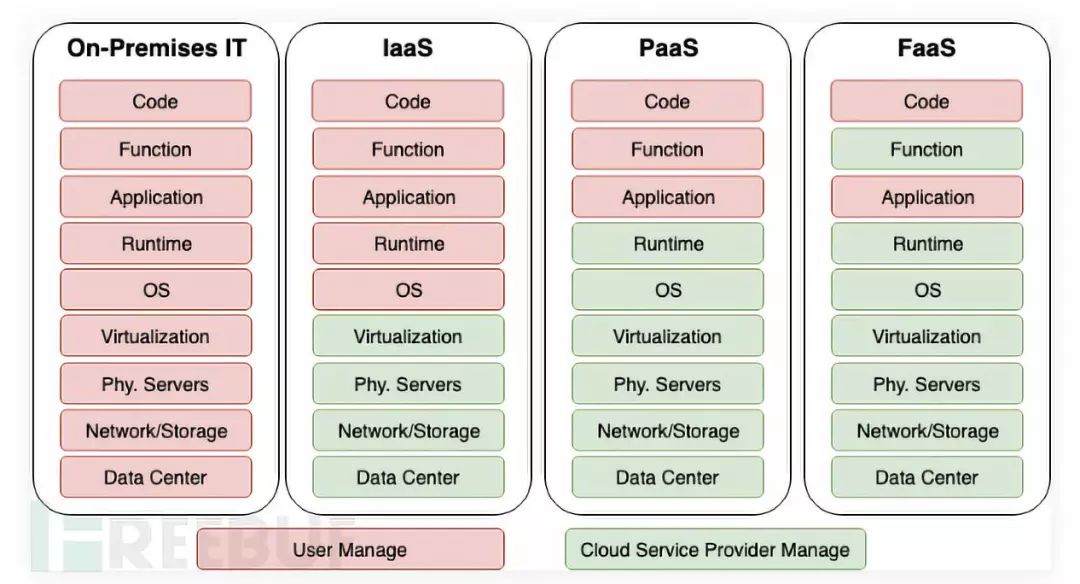 On-Premises IT
Code
Function
Application
Runtime
OS
Virtualization
Phy. Servers
Network/Storage
Data Center
IaaS
Code
Function
Application
Runtime
OS
Virtualization
Phy. Servers
Network/Storage
Data Center
PaaS
Code
Function
Application
Runtime
OS
Virtualization
Phy. Servers
Network/Storage
Data Center
FaaS
Code
Function
Application
Runtime
OS
Virtualization
Phy. Servers
Network/Storage
Data Center
User Manage
Cloud Service Provider Manage
FREEBUF